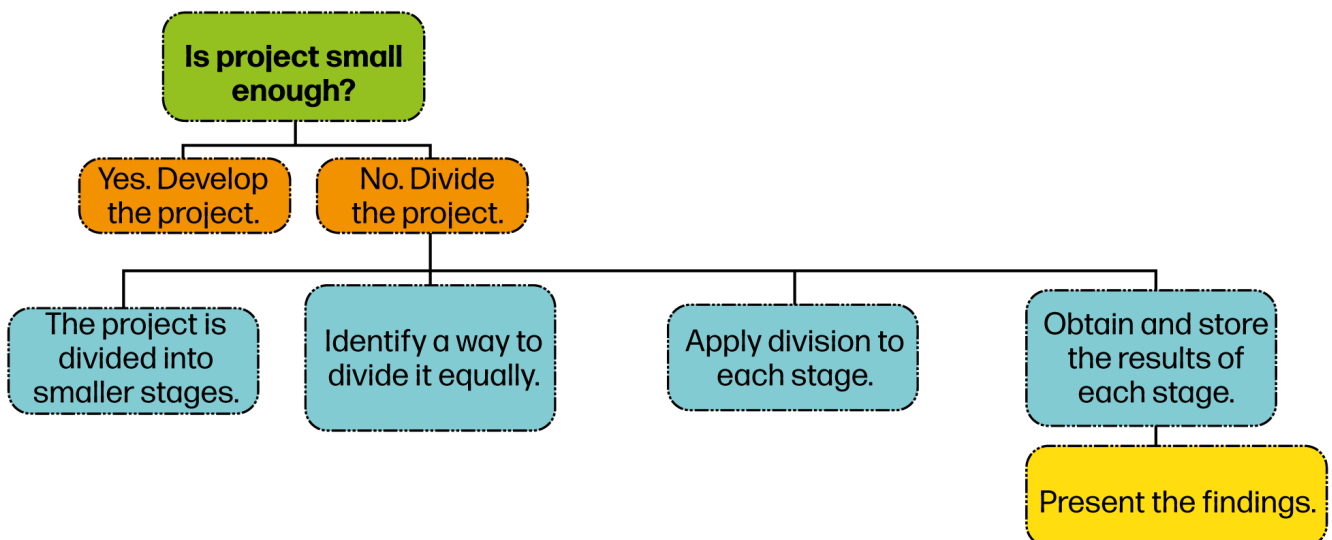 Is project small
enough?
Yes. Develop
the project.
No. Divide
the project.
The project is
divided into
smaller stages.
Identify a way to
divide it equally.
Apply division to
each stage.
Obtain and store
the results of
each stage.
Present the findings.